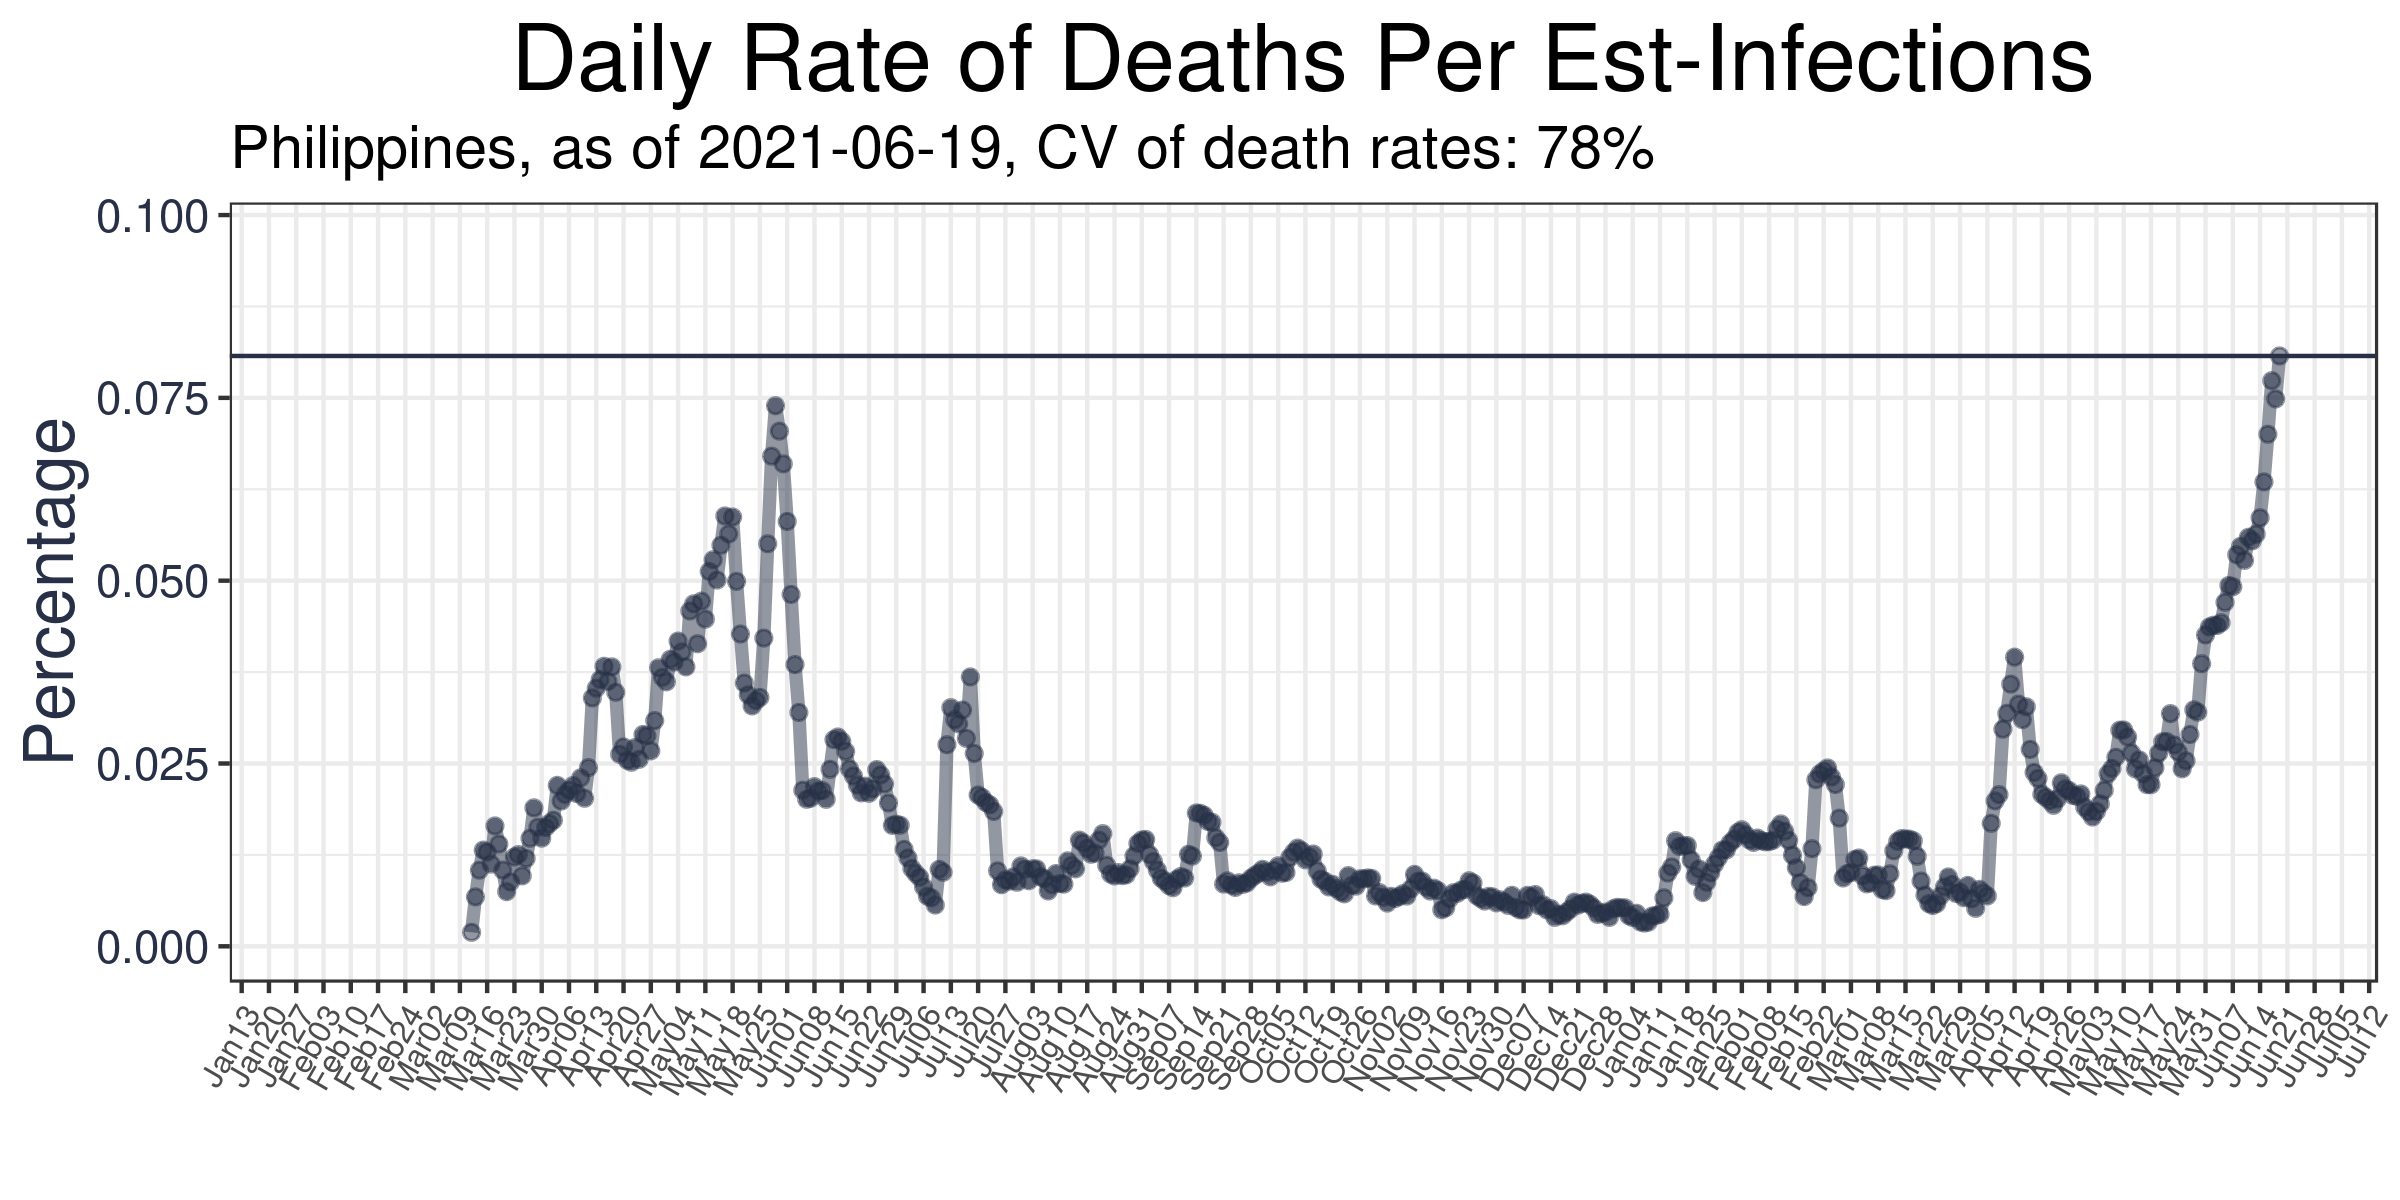 Daily Rate of Deaths Per Est-Infections
Philippines, as of 2021-06-19, CV of death rates: 78%
Percentage
0.100
0.075
0.050
0.025
0.000
Jan13
Jan20
Jan27
Feb03
Feb10
Feb17
Feb24
Mar02
Mar09
Mar16
Mar23
Mar30
Apr06
Apr13
Apr20
Apr27
May04
May11
May18
May25
Jun01
Jun08
Jun15
Jun22
Jun29
Jul06
Jul13
Jul20
Jul27
Aug03
Aug10
Aug17
Aug24
Aug31
Sep07
Sep14
Sep21
Sep28
Oct05
Oct12
Oct19
Oct26
Nov02
Nov09
Nov16
Nov23
Nov30
Dec07
Dec14
Dec21
Dec28
Jan04
Jan11
Jan18
Jan25
Feb01
Feb08
Feb15
Feb22
Mar01
Mar08
Mar15
Mar22
Mar29
Apr05
Apr12
Apr19
Apr26
May03
May10
May17
May24
May31
Jun07
Jun14
Jun21
Jun28
Jul05
Jul12